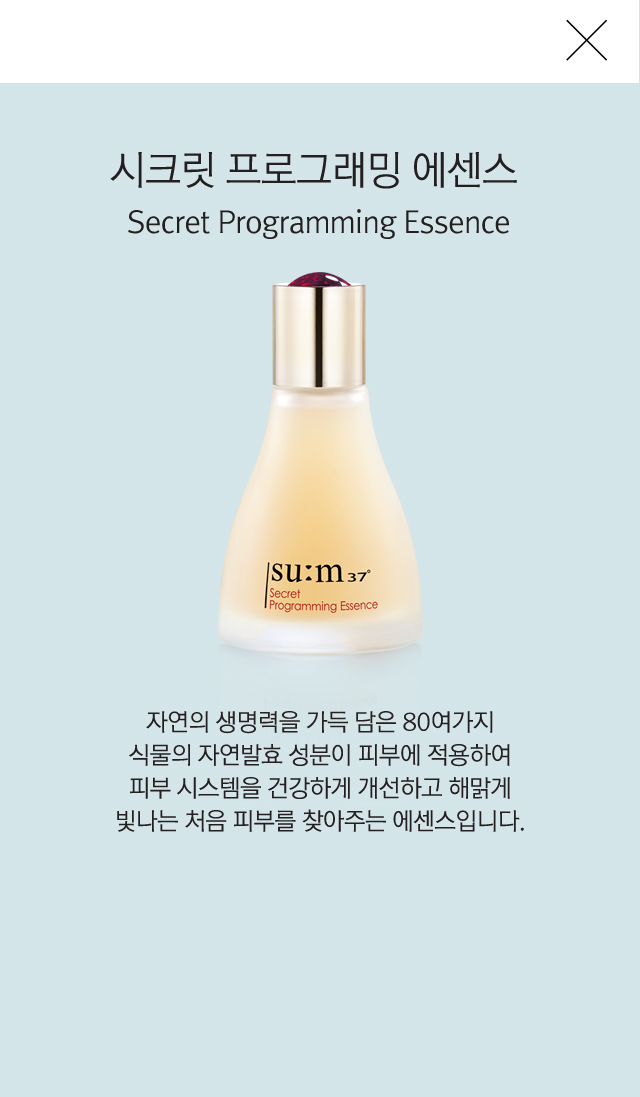 시크릿 프로그래밍 에센스
Secret Programming Essence
su:m 37°
Secret
Programming Essence
자연의 생명력을 가득 담은 80여가지
식물의 자연발효 성분이 피부에 적용하여
피부 시스템을 건강하게 개선하고 해맑게
빛나는 처음 피부를 찾아주는 에센스입니다.